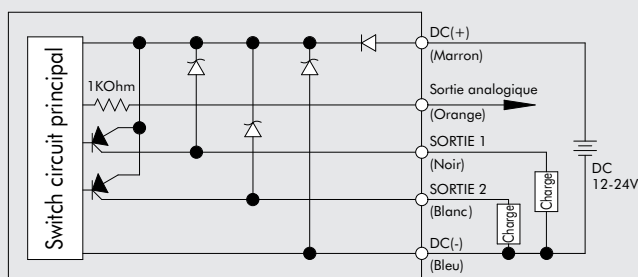 Switch circuit principal
1KOhm
DC(+)
(Marron)
Sortie analogique
(Orange)
SORTIE 1
(Noir)
SORTIE 2
(Blanc)
DC(-)
(Bleu)
Charge
Charge
DC
12-24V